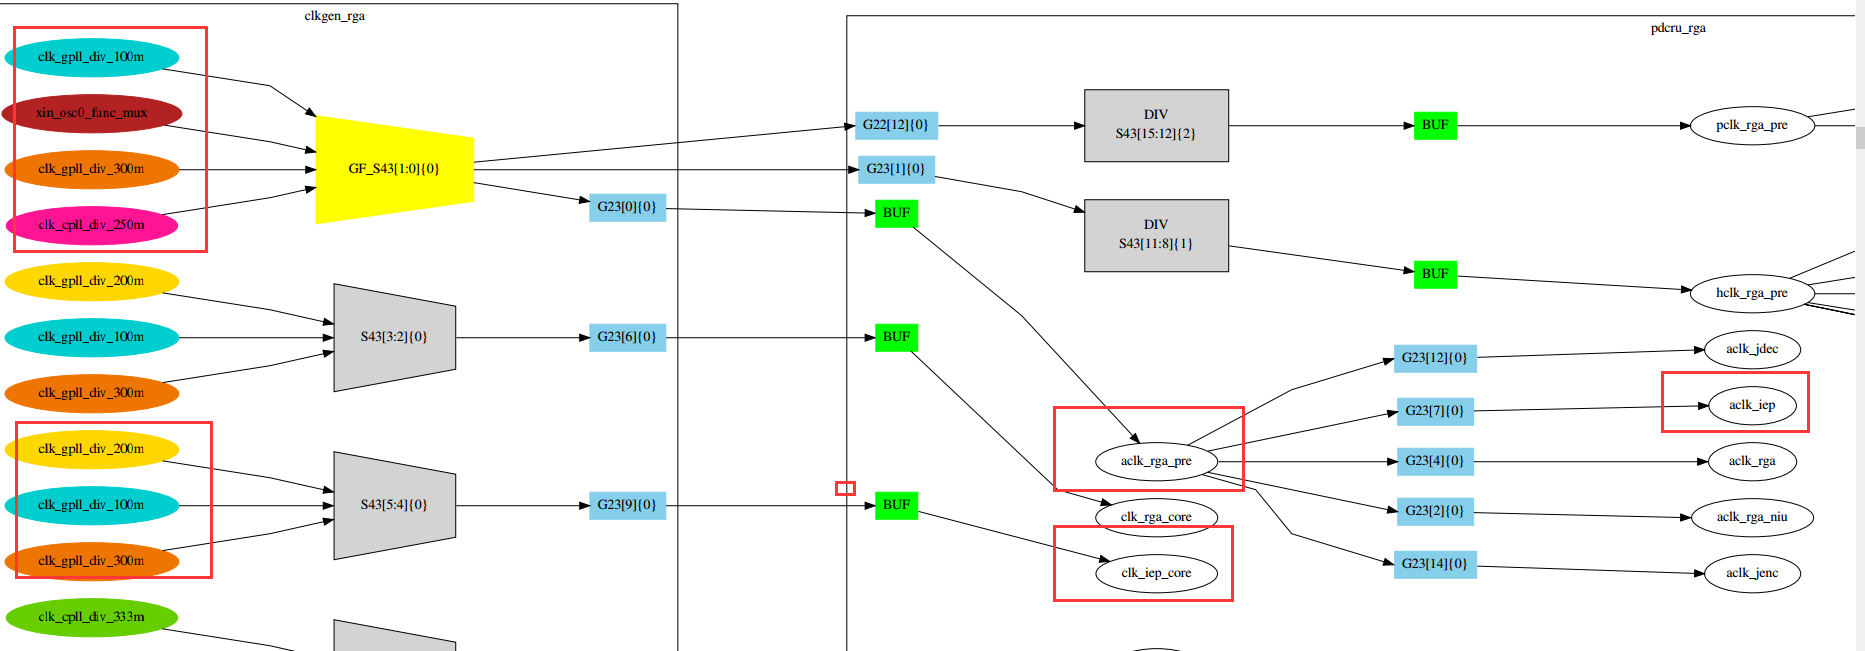 clkgen_rga
pdcru_rga
clk_gpll_div_100m
xin_osc0_func_mux
clk_gpll_div_300m
clk_cpll_div_250m
GF_S43[1:0]{0}
G23[0]{0}
G22[12]{0}
G23[1]{0}
BUF
DIV
S43[15:12]{2}
BUF
pclk_rga_pre
DIV
S43[11:8]{1}
BUF
hclk_rga_pre
clk_gpll_div_200m
clk_gpll_div_100m
clk_gpll_div_300m
S43[3:2]{0}
G23[6]{0}
BUF
G23[12]{0}
aclk_jdec
G23[7]{0}
aclk_iep
aclk_rga_pre
G23[4]{0}
aclk_rga
clk_gpll_div_200m
clk_gpll_div_100m
clk_gpll_div_300m
S43[5:4]{0}
G23[9]{0}
BUF
clk_rga_core
G23[2]{0}
aclk_rga_niu
clk_iep_core
G23[14]{0}
aclk_jenc
clk_cpll_div_333m